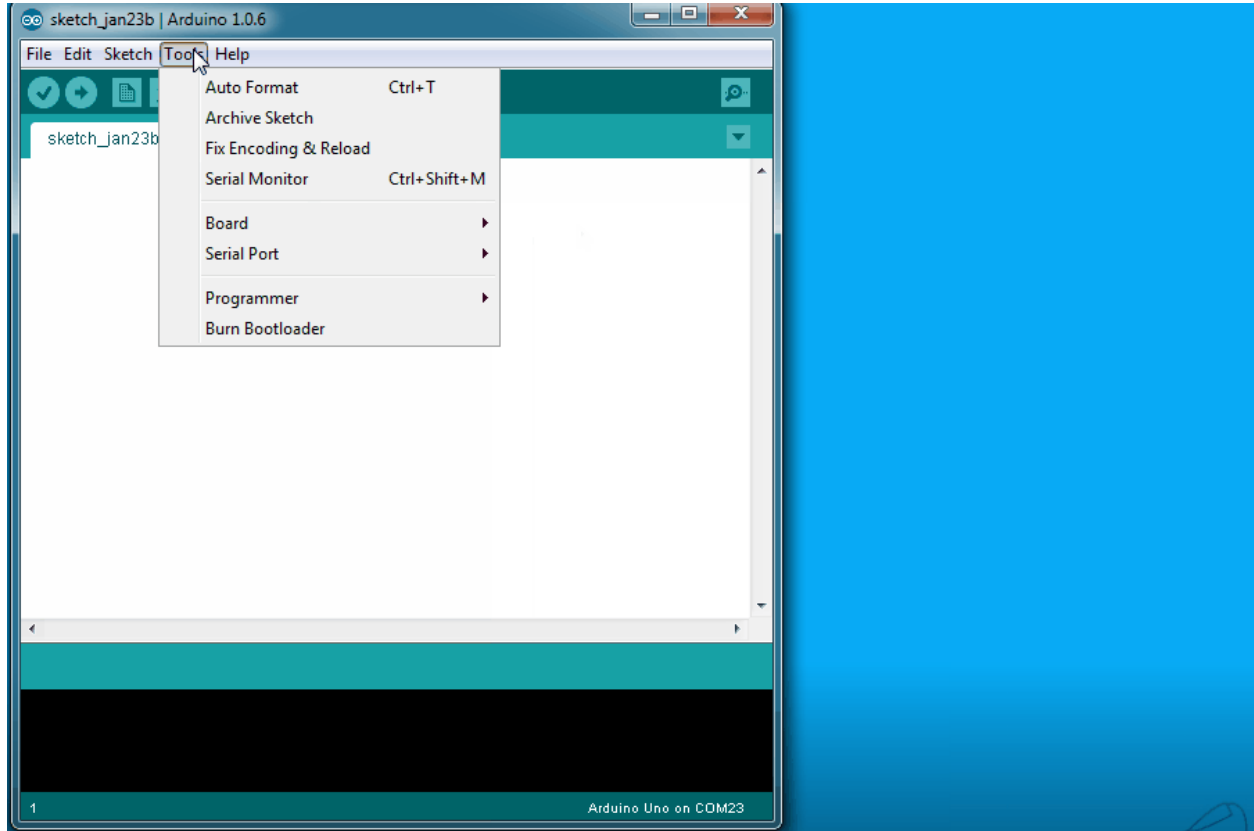 sketch_jan23b | Arduino 1.0.6
File Edit Sketch Tools Help
Auto Format Ctrl+T
sketch_jan23b
Archive Sketch
Fix Encoding & Reload
Serial Monitor Ctrl+Shift+M
Board
Serial Port
Programmer
Burn Bootloader
1 Arduino Uno on COM23